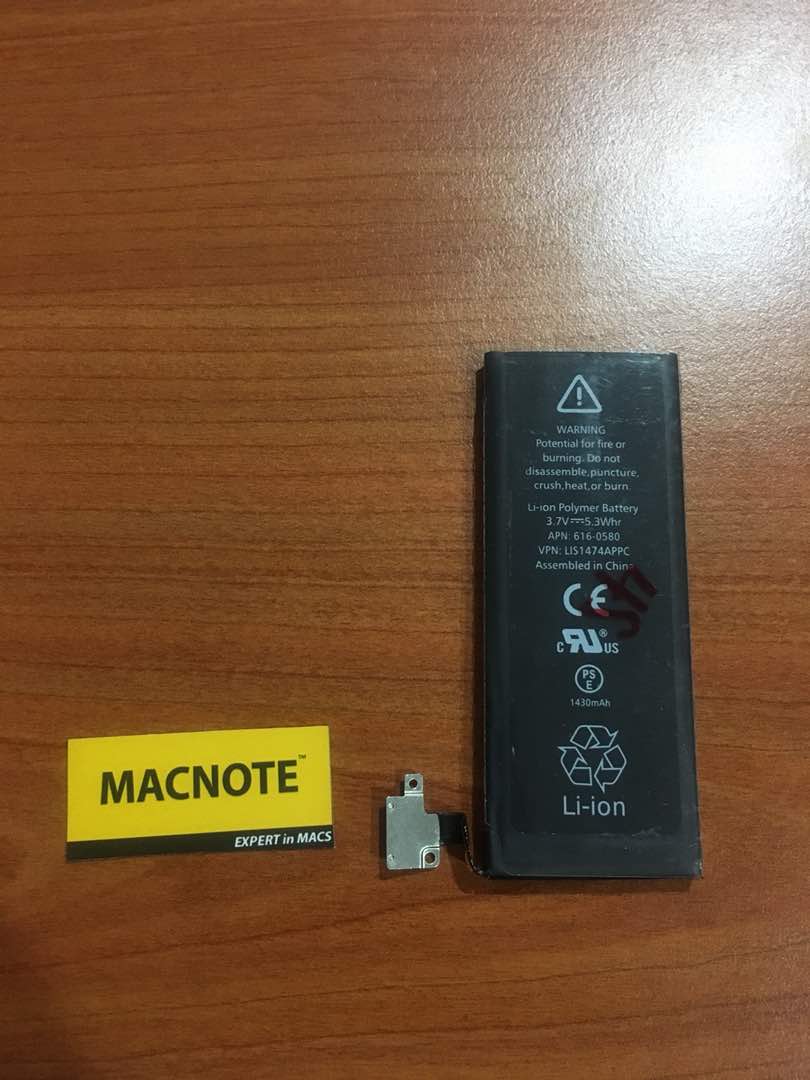 WARNING
Potential for fire or
burning. Do not
disassemble,puncture,
crush,heat,or burn.
Li-ion Polymer Battery
3.7V⎓5.3Whr
APN: 616-0580
VPN: LIS1474APPC
Assembled in China
CE
C RU® US
PS
E
1430mAh
Li-ion
MACNOTE™
EXPERT in MACS